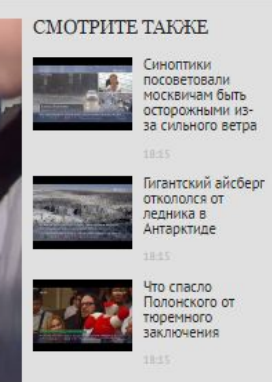 СМОТРИТЕ ТАКЖЕ
Синоптики
посоветовали
москвичам быть
осторожными из-
за сильного ветра
18:15
Гигантский айсберг
откололся от
ледника в
Антарктиде
18:15
Что спасло
Полонского от
тюремного
заключения
18:15